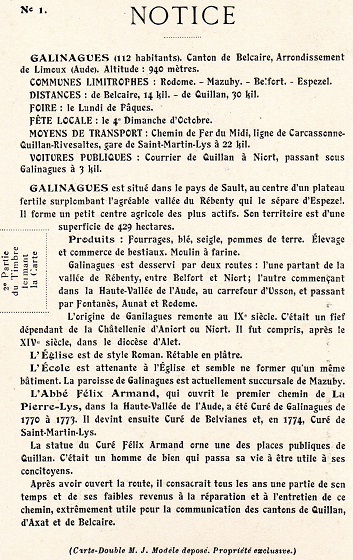 Nº 1.
NOTICE
GALINAGUES (112 habitants). Canton de Belcaire, Arrondissement
de Limoux (Aude). Altitude : 940 mètres.
COMMUNES LIMITROPHES : Rodome. - Mazuby. - Belfort. - Espezel.
DISTANCES : de Belcaire, 14 kil. - de Quillan, 30 kil.
FOIRE : le Lundi de Pâques.
FÊTE LOCALE : le 4e Dimanche d'Octobre.
MOYENS DE TRANSPORT : Chemin de Fer du Midi, ligne de Carcassonne-
Quillan-Rivesaltes, gare de Saint-Martin-Lys à 22 kil.
VOITURES PUBLIQUES : Courrier de Quillan à Niort, passant sous
Galinagues à 3 kil.
GALINAGUES est situé dans le pays de Sault, au centre d'un plateau
fertile surplombant l'agréable vallée du Rébenty qui le sépare d'Espezel.
Il forme un petit centre agricole des plus actifs. Son territoire est d'une
superficie de 429 hectares.
Produits : Fourrages, blé, seigle, pommes de terre. Élevage
et commerce de bestiaux. Moulin à farine.
Galinagues est desservi par deux routes : l'une partant de la
vallée de Rébenty, entre Belfort et Niort ; l'autre commençant
dans la Haute-Vallée de l'Aude, au carrefour d'Usson, et passant
par Fontanès, Aunat et Rodome.
2e Partie
du Timbre
fermant
la Carte
L'origine de Ganilagues remonte au IXe siècle. C'était un fief
dépendant de la Châtellenie d'Aniort ou Niort. Il fut compris, après le
XIVe siècle, dans le diocèse d'Alet.
L'Église est de style Roman. Rétable en plâtre.
L'École est attenante à l'Église et semble ne former qu'un même
bâtiment. La paroisse de Galinagues est actuellement succursale de Mazuby.
L'Abbé Félix Armand, qui ouvrit le premier chemin de La
Pierre-Lys, dans la Haute-Vallée de l'Aude, a été Curé de Galinagues de
1770 à 1773. Il devint ensuite Curé de Belvianes et, en 1774, Curé de
Saint-Martin-Lys.
La statue du Curé Félix Armand orne une des places publiques de
Quillan. C'était un homme de bien qui passa sa vie à être utile à ses
concitoyens.
Après avoir ouvert la route, il consacrait tous les ans une partie de son
temps et de ses faibles revenus à la réparation et à l'entretien de ce
chemin, extrêmement utile pour la communication des cantons de Quillan,
d'Axat et de Belcaire.
(Carte-Double M. J. Modèle déposé. Propriété exclusive.)